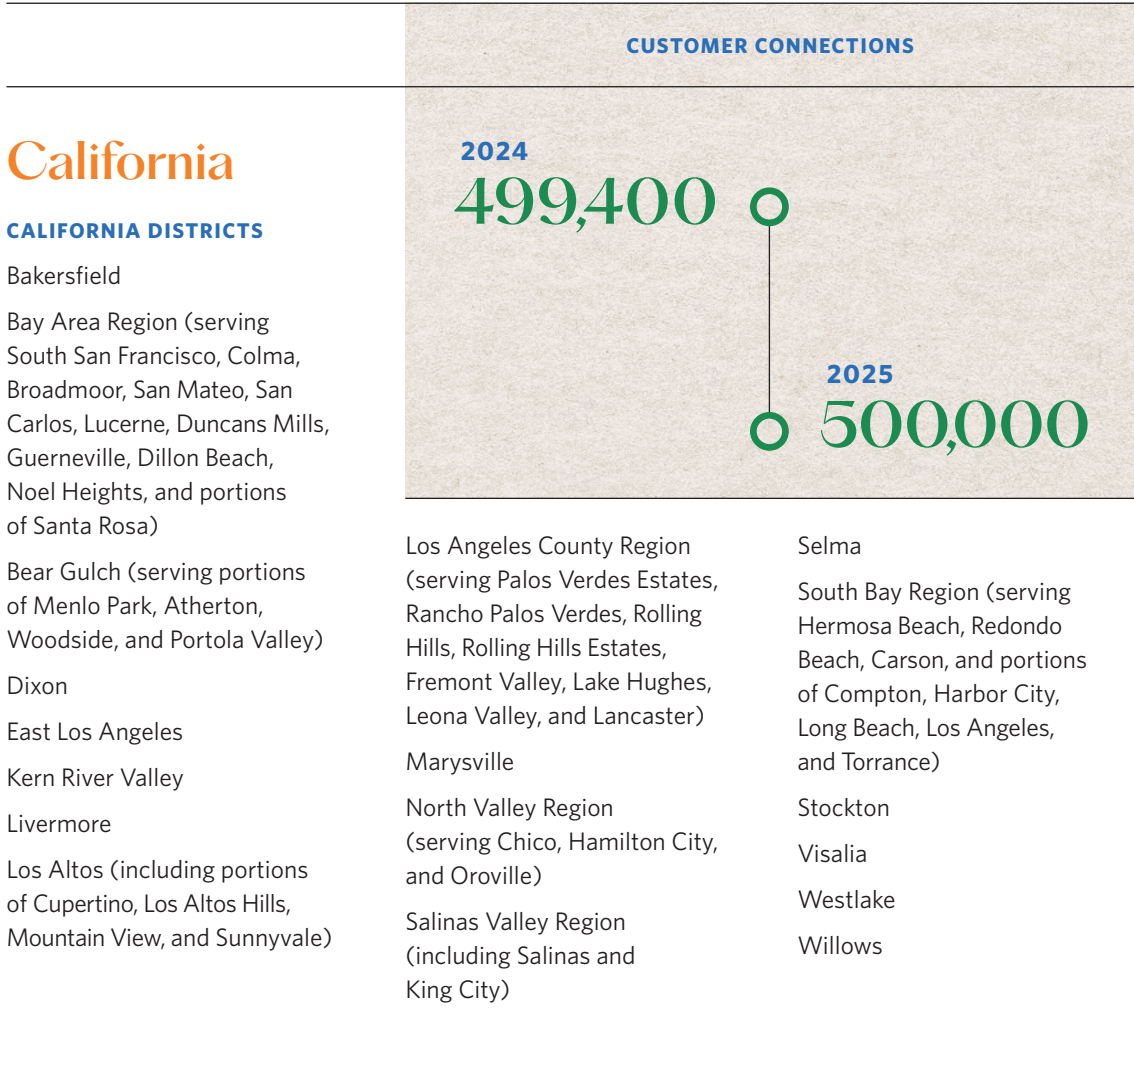 CUSTOMER CONNECTIONS
California
2024
499,400
2025
500,000
CALIFORNIA DISTRICTS
Bakersfield
Bay Area Region (serving
South San Francisco, Colma,
Broadmoor, San Mateo, San
Carlos, Lucerne, Duncans Mills,
Guerneville, Dillon Beach,
Noel Heights, and portions
of Santa Rosa)
Bear Gulch (serving portions
of Menlo Park, Atherton,
Woodside, and Portola Valley)
Dixon
East Los Angeles
Kern River Valley
Livermore
Los Altos (including portions
of Cupertino, Los Altos Hills,
Mountain View, and Sunnyvale)
Los Angeles County Region
(serving Palos Verdes Estates,
Rancho Palos Verdes, Rolling
Hills, Rolling Hills Estates,
Fremont Valley, Lake Hughes,
Leona Valley, and Lancaster)
Marysville
North Valley Region
(serving Chico, Hamilton City,
and Oroville)
Salinas Valley Region
(including Salinas and
King City)
Selma
South Bay Region (serving
Hermosa Beach, Redondo
Beach, Carson, and portions
of Compton, Harbor City,
Long Beach, Los Angeles,
and Torrance)
Stockton
Visalia
Westlake
Willows